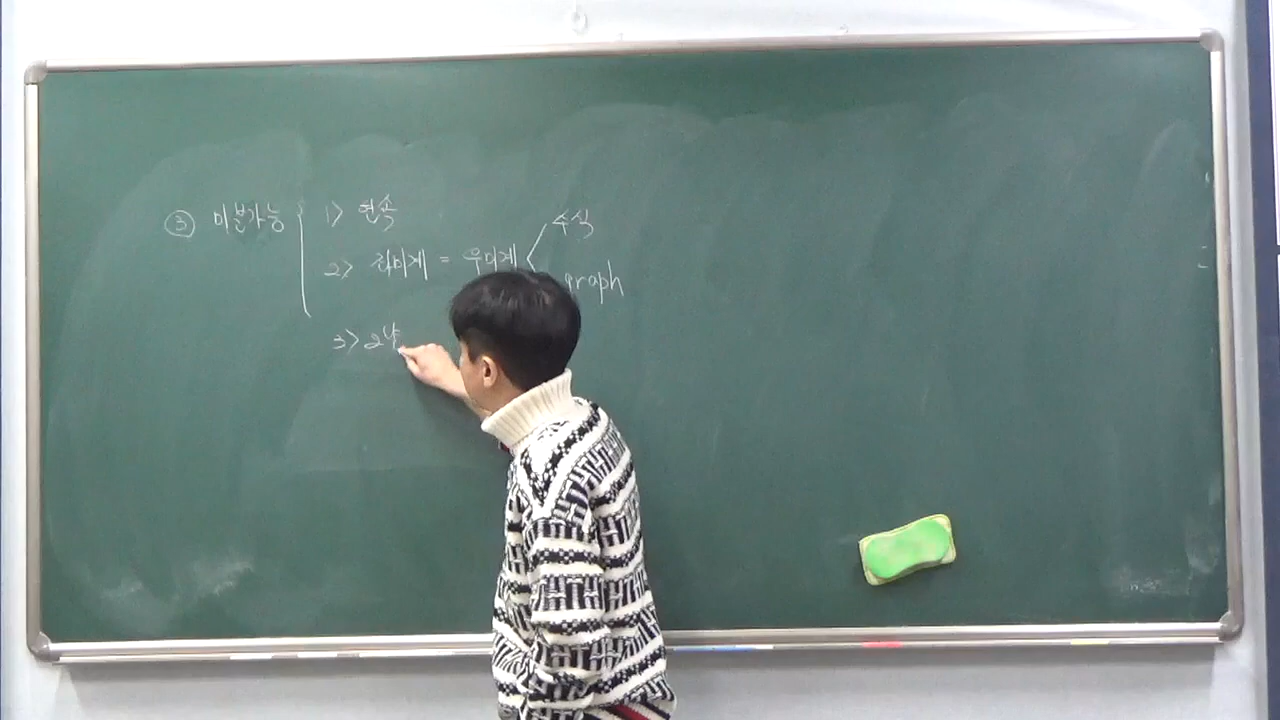 ③ 미분가능 1> 연속
2> 좌미계 = 우미계 < 수식
graph
3> 2